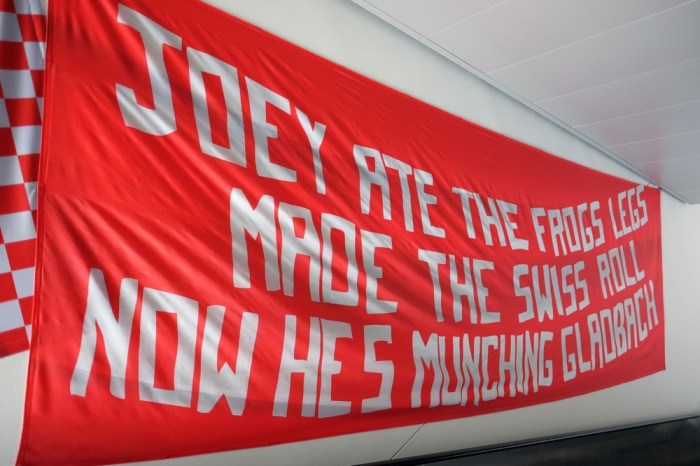 JOEY ATE THE FROGS LEGS
MADE THE SWISS ROLL
NOW HES MUNCHING GLADBACH